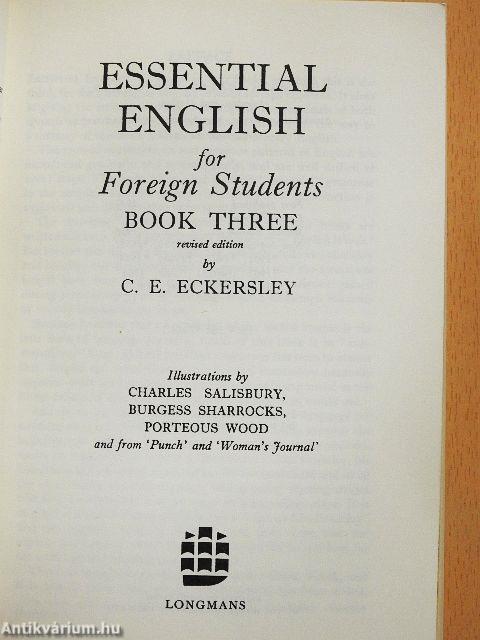 ESSENTIAL
ENGLISH
for
Foreign Students
BOOK THREE
revised edition
by
C. E. ECKERSLEY
Illustrations by
CHARLES SALISBURY,
BURGESS SHARROCKS,
PORTEOUS WOOD
and from 'Punch' and 'Woman's Journal'
LONGMANS
Antikvárium.hu